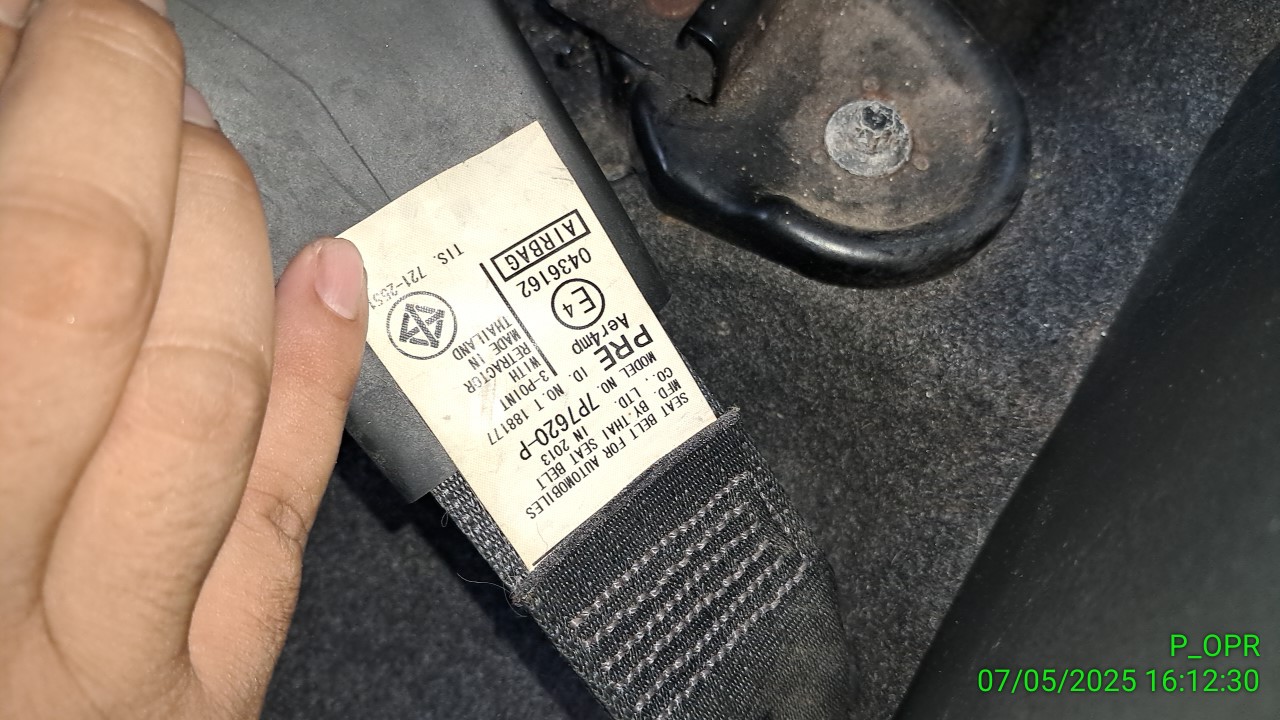 SEAT BELT FOR AUTOMOBILES
MFD. BY THAI SEAT BELT
CO., LTD. IN 2013
MODEL NO. 7P7620-P
ID. NO. T 188177
PRE
Aer4mp
3-POINT
WITH
RETRACTOR
MADE IN
THAILAND
E4
0436162
AIRBAG
TIS. 721-2551
P_OPR
07/05/2025 16:12:30